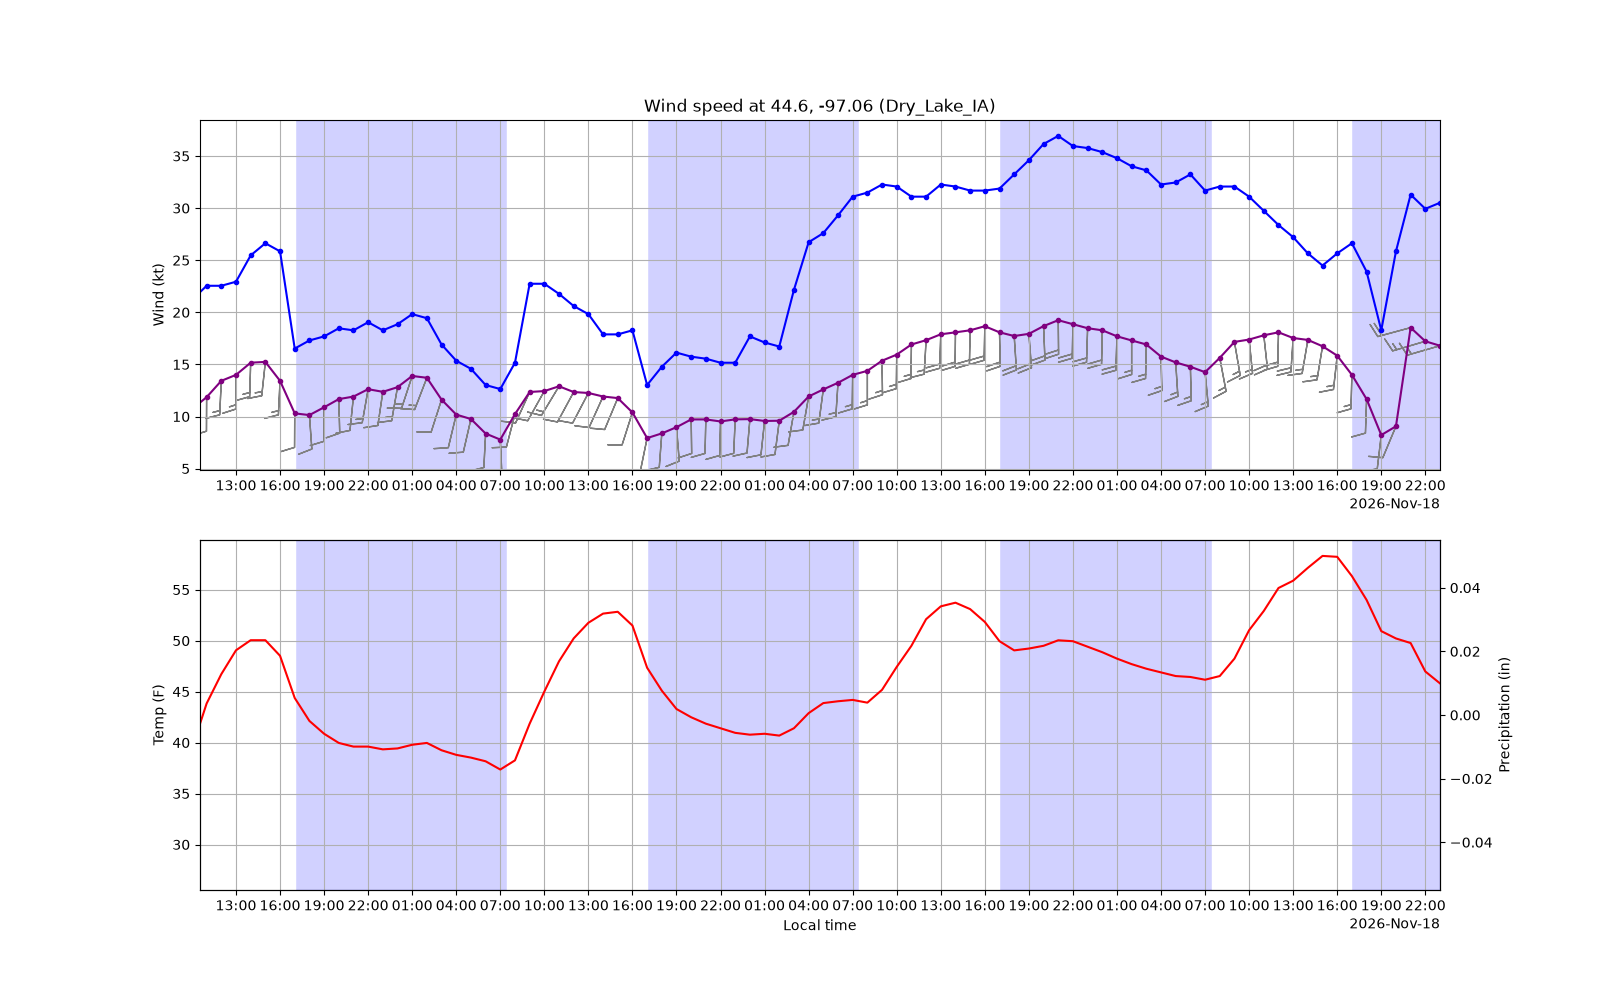 Wind speed at 44.6, -97.06 (Dry_Lake_IA)
Wind (kt)
35
30
25
20
15
10
5
13:00 16:00 19:00 22:00 01:00 04:00 07:00 10:00 13:00 16:00 19:00 22:00 01:00 04:00 07:00 10:00 13:00 16:00 19:00 22:00 01:00 04:00 07:00 10:00 13:00 16:00 19:00 22:00
2026-Nov-18
Temp (F)
55
50
45
40
35
30
0.04
0.02
0.00
−0.02
−0.04
Precipitation (in)
13:00 16:00 19:00 22:00 01:00 04:00 07:00 10:00 13:00 16:00 19:00 22:00 01:00 04:00 07:00 10:00 13:00 16:00 19:00 22:00 01:00 04:00 07:00 10:00 13:00 16:00 19:00 22:00
Local time
2026-Nov-18